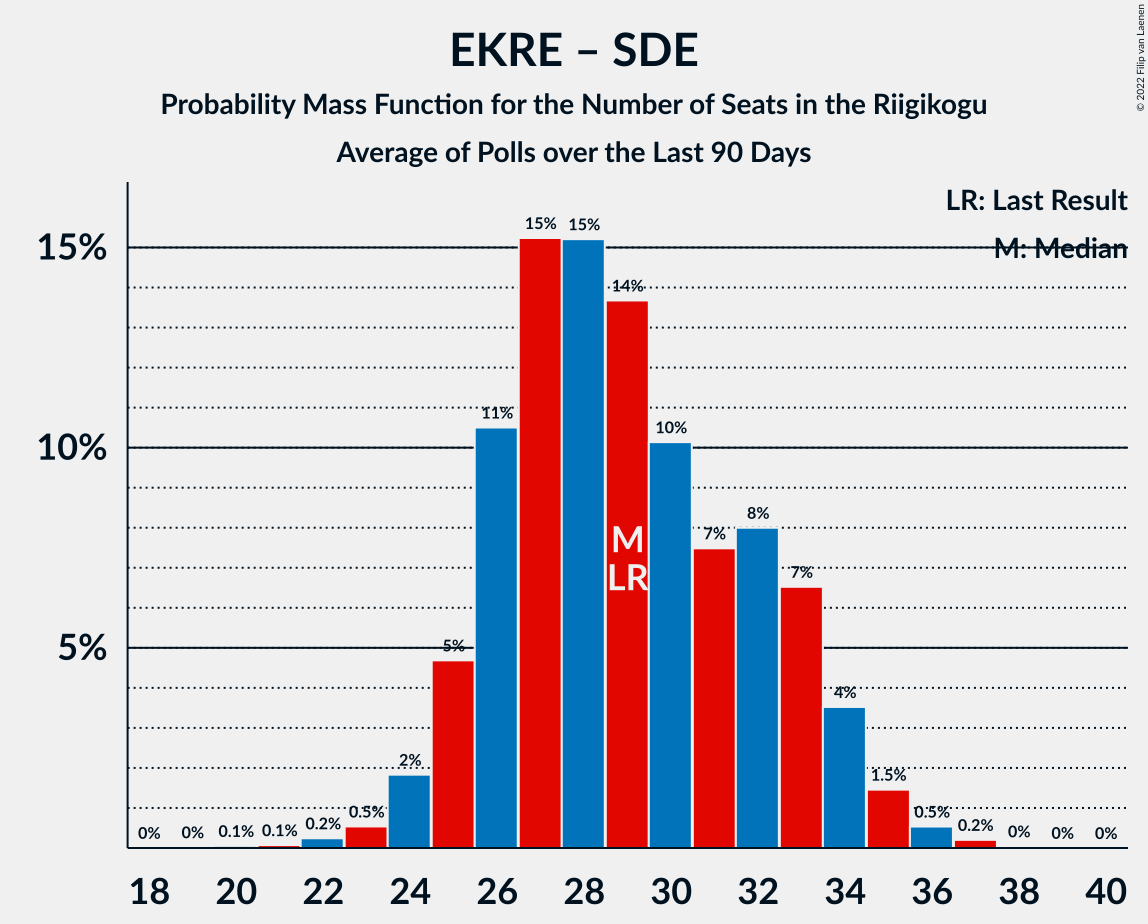 EKRE – SDE
Probability Mass Function for the Number of Seats in the Riigikogu
Average of Polls over the Last 90 Days
© 2022 Filip van Laenen
LR: Last Result
M: Median
15%
10%
5%
0%
0%
0.1%
0.1%
0.2%
0.5%
2%
5%
11%
15%
15%
14%
10%
7%
8%
7%
4%
1.5%
0.5%
0.2%
0%
0%
0%
M
LR
18 20 22 24 26 28 30 32 34 36 38 40